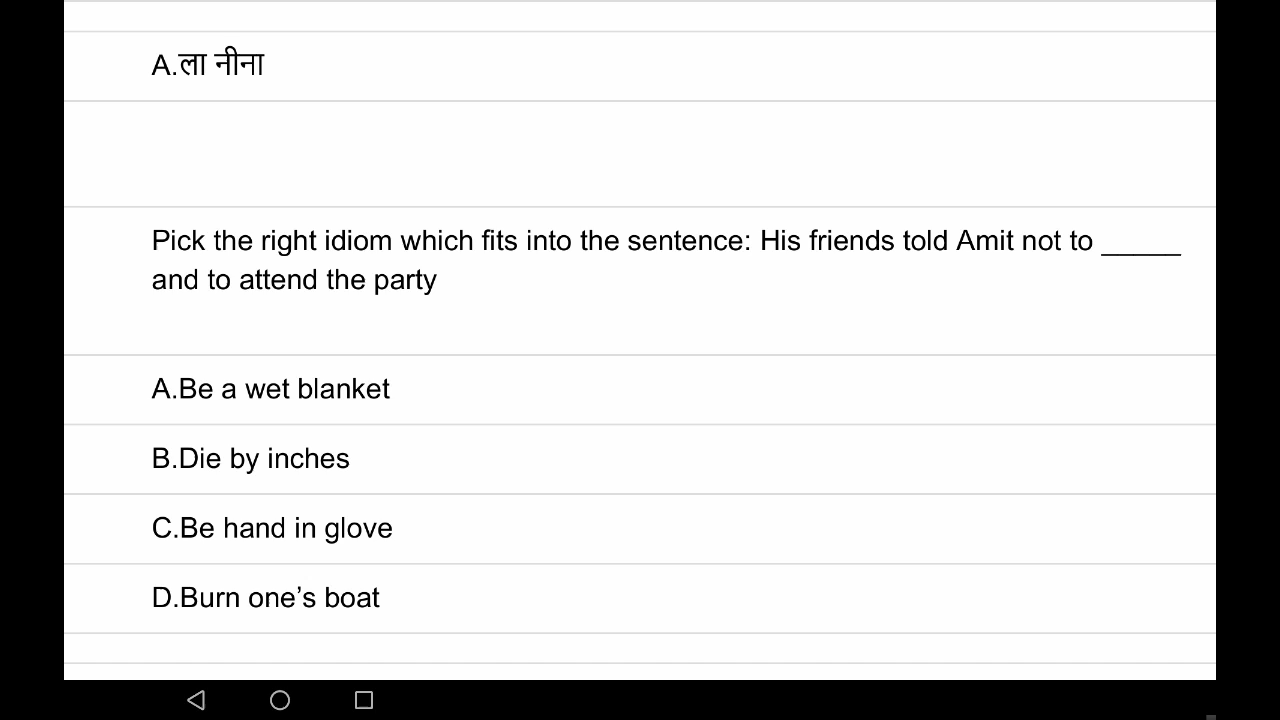 A.ला नीना
Pick the right idiom which fits into the sentence: His friends told Amit not to _____
and to attend the party
A.Be a wet blanket
B.Die by inches
C.Be hand in glove
D.Burn one’s boat